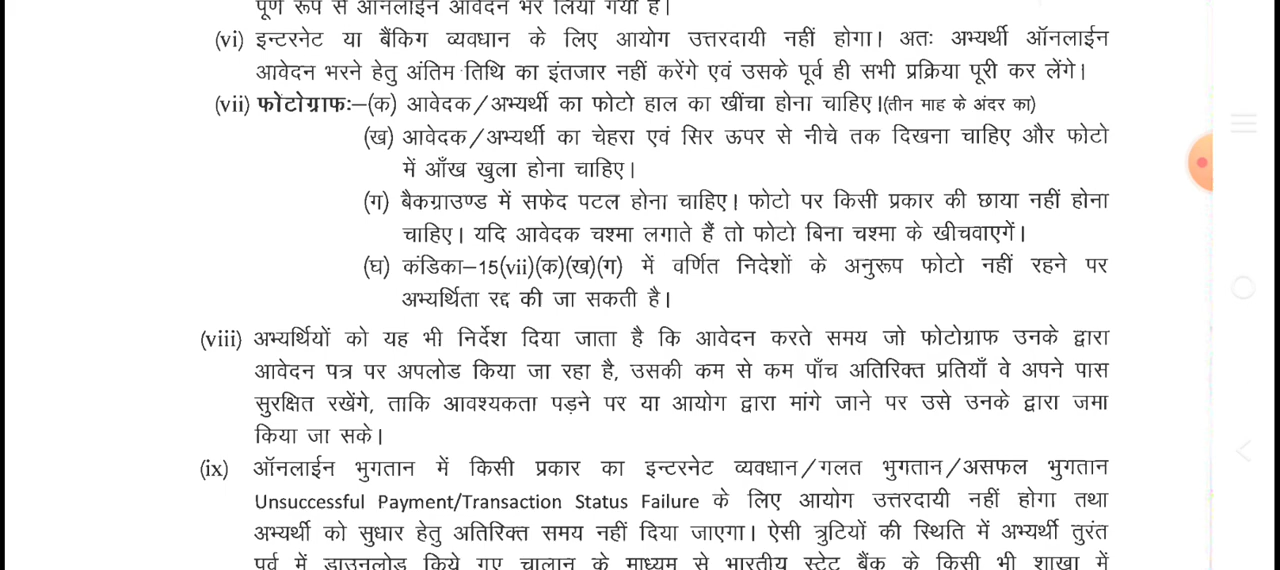 पूर्ण रूप से ऑनलाईन आवेदन भर लिया गया है।
(vi) इन्टरनेट या बैंकिग व्यवधान के लिए आयोग उत्तरदायी नहीं होगा। अतः अभ्यर्थी ऑनलाईन
आवेदन भरने हेतु अंतिम तिथि का इंतजार नहीं करेंगे एवं उसके पूर्व ही सभी प्रक्रिया पूरी कर लेंगे।
(vii) फोटोग्राफः–(क) आवेदक/अभ्यर्थी का फोटो हाल का खींचा होना चाहिए।(तीन माह के अंदर का)
(ख) आवेदक/अभ्यर्थी का चेहरा एवं सिर ऊपर से नीचे तक दिखना चाहिए और फोटो
में आँख खुला होना चाहिए।
(ग) बैकग्राउण्ड में सफेद पटल होना चाहिए। फोटो पर किसी प्रकार की छाया नहीं होना
चाहिए। यदि आवेदक चश्मा लगाते हैं तो फोटो बिना चश्मा के खीचवाएगें।
(घ) कंडिका–15(vii)(क)(ख)(ग) में वर्णित निदेशों के अनुरूप फोटो नहीं रहने पर
अभ्यर्थिता रद्द की जा सकती है।
(viii) अभ्यर्थियों को यह भी निर्देश दिया जाता है कि आवेदन करते समय जो फोटोग्राफ उनके द्वारा
आवेदन पत्र पर अपलोड किया जा रहा है, उसकी कम से कम पाँच अतिरिक्त प्रतियाँ वे अपने पास
सुरक्षित रखेंगे, ताकि आवश्यकता पड़ने पर या आयोग द्वारा मांगे जाने पर उसे उनके द्वारा जमा
किया जा सके।
(ix) ऑनलाईन भुगतान में किसी प्रकार का इन्टरनेट व्यवधान/गलत भुगतान/असफल भुगतान
Unsuccessful Payment/Transaction Status Failure के लिए आयोग उत्तरदायी नहीं होगा तथा
अभ्यर्थी को सुधार हेतु अतिरिक्त समय नहीं दिया जाएगा। ऐसी त्रुटियों की स्थिति में अभ्यर्थी तुरंत
पूर्व में डाउनलोड किये गए चालान के माध्यम से भारतीय स्टेट बैंक के किसी भी शाखा में